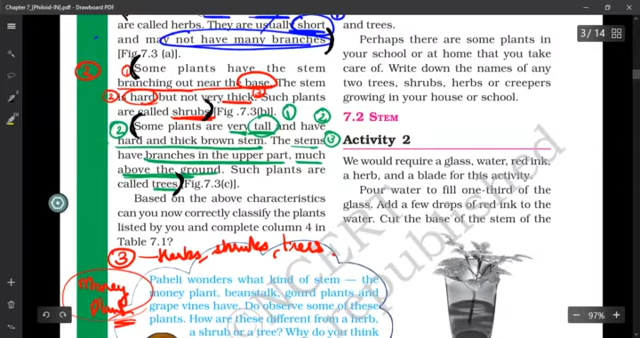 Chapter 7_(Philoid-IN) - Drawboard PDF
3 / 14
are called herbs. They are usually short
and may not have many branches
[Fig.7.3 (a)].
Some plants have the stem
branching out near the base. The stem
is hard but not very thick. Such plants
are called shrubs [Fig .7.3(b)].
Some plants are very tall and have
hard and thick brown stem. The stems
have branches in the upper part, much
above the ground. Such plants are
called trees [Fig.7.3(c)].
Based on the above characteristics
can you now correctly classify the plants
listed by you and complete column 4 in
Table 7.1?
③ — Herbs, shrubs, trees.
Money
Plant
Paheli wonders what kind of stem — the
money plant, beanstalk, gourd plants and
grape vines have. Do observe some of these
plants. How are these different from a herb,
a shrub or a tree? Why do you think
and trees.
Perhaps there are some plants in
your school or at home that you take
care of. Write down the names of any
two trees, shrubs, herbs or creepers
growing in your house or school.
7.2 STEM
Activity 2
We would require a glass, water, red ink,
a herb, and a blade for this activity.
Pour water to fill one-third of the
glass. Add a few drops of red ink to the
water. Cut the base of the stem of the
NCERT
republished
97%